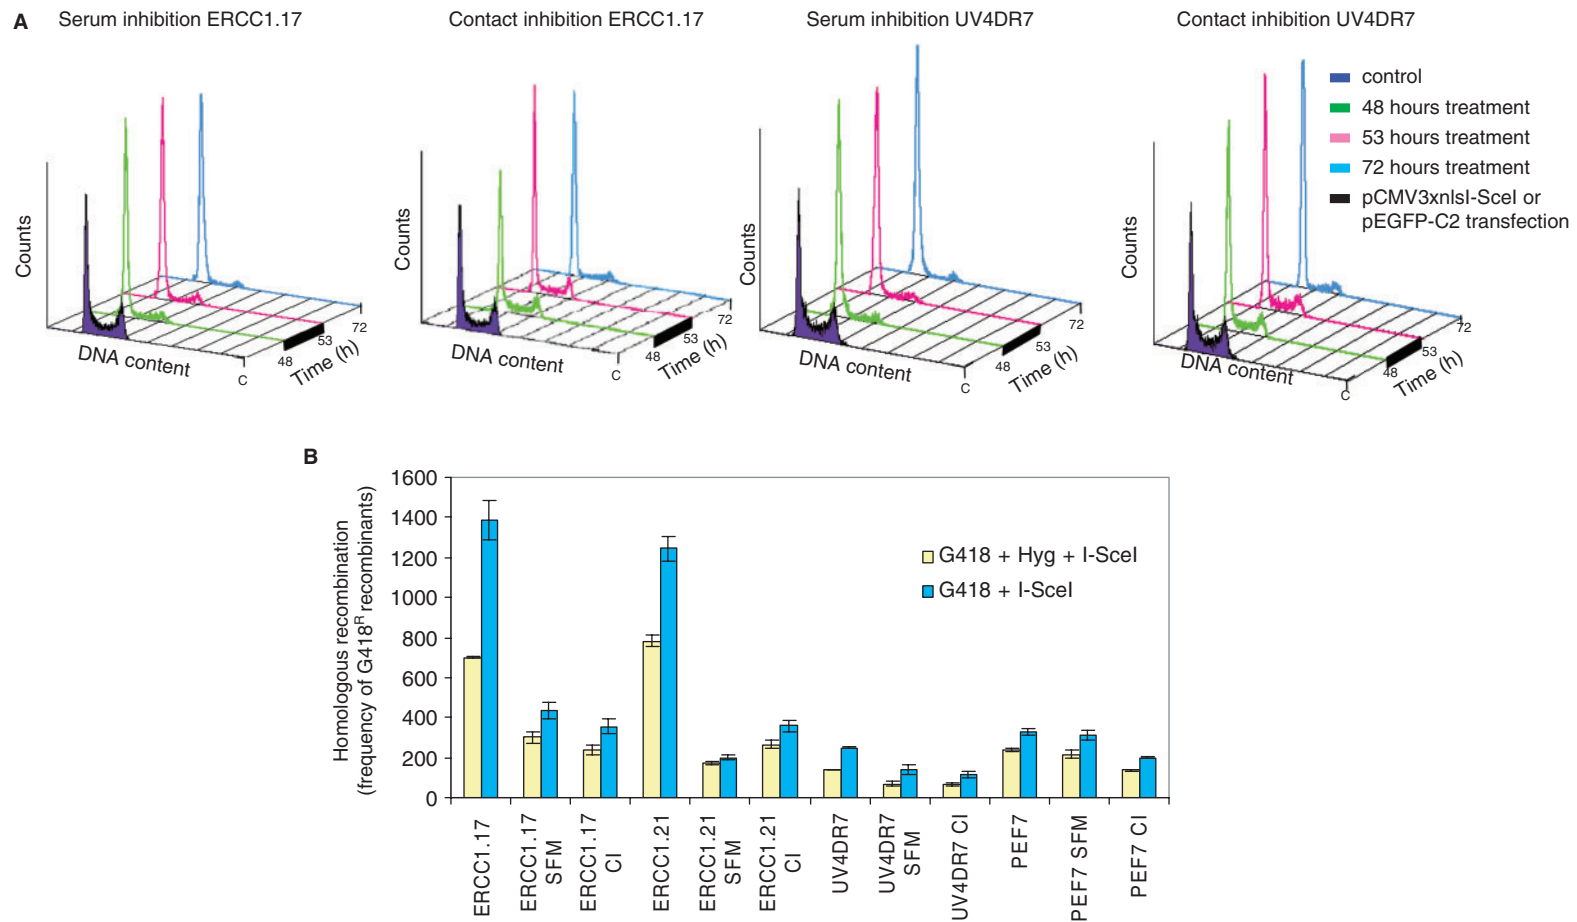 A
Serum inhibition ERCC1.17
Contact inhibition ERCC1.17
Serum inhibition UV4DR7
Contact inhibition UV4DR7
Counts
DNA content
C
48
53
72
Time (h)
Counts
DNA content
C
48
53
72
Time (h)
Counts
DNA content
C
48
53
72
Time (h)
Counts
DNA content
C
48
53
72
Time (h)
control
48 hours treatment
53 hours treatment
72 hours treatment
pCMV3xnlsI-SceI or
pEGFP-C2 transfection
B
Homologous recombination
(frequency of G418ᴿ recombinants)
1600
1400
1200
1000
800
600
400
200
0
G418 + Hyg + I-SceI
G418 + I-SceI
ERCC1.17
ERCC1.17
SFM
ERCC1.17
CI
ERCC1.21
ERCC1.21
SFM
ERCC1.21
CI
UV4DR7
UV4DR7
SFM
UV4DR7 CI
PEF7
PEF7 SFM
PEF7 CI